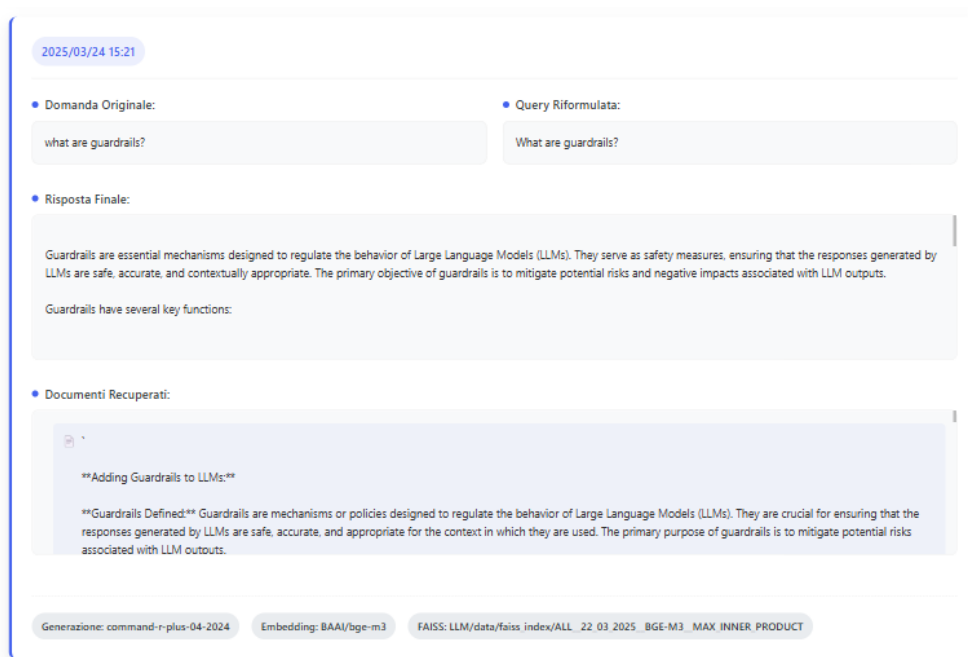 2025/03/24 15:21
Domanda Originale:
Query Riformulata:
what are guardrails?
What are guardrails?
Risposta Finale:
Guardrails are essential mechanisms designed to regulate the behavior of Large Language Models (LLMs). They serve as safety measures, ensuring that the responses generated by
LLMs are safe, accurate, and contextually appropriate. The primary objective of guardrails is to mitigate potential risks and negative impacts associated with LLM outputs.
Guardrails have several key functions:
Documenti Recuperati:
`
**Adding Guardrails to LLMs:**
**Guardrails Defined:** Guardrails are mechanisms or policies designed to regulate the behavior of Large Language Models (LLMs). They are crucial for ensuring that the
responses generated by LLMs are safe, accurate, and appropriate for the context in which they are used. The primary purpose of guardrails is to mitigate potential risks
associated with LLM outputs.
Generazione: command-r-plus-04-2024
Embedding: BAAI/bge-m3
FAISS: LLM/data/faiss_index/ALL__22_03_2025__BGE-M3__MAX_INNER_PRODUCT